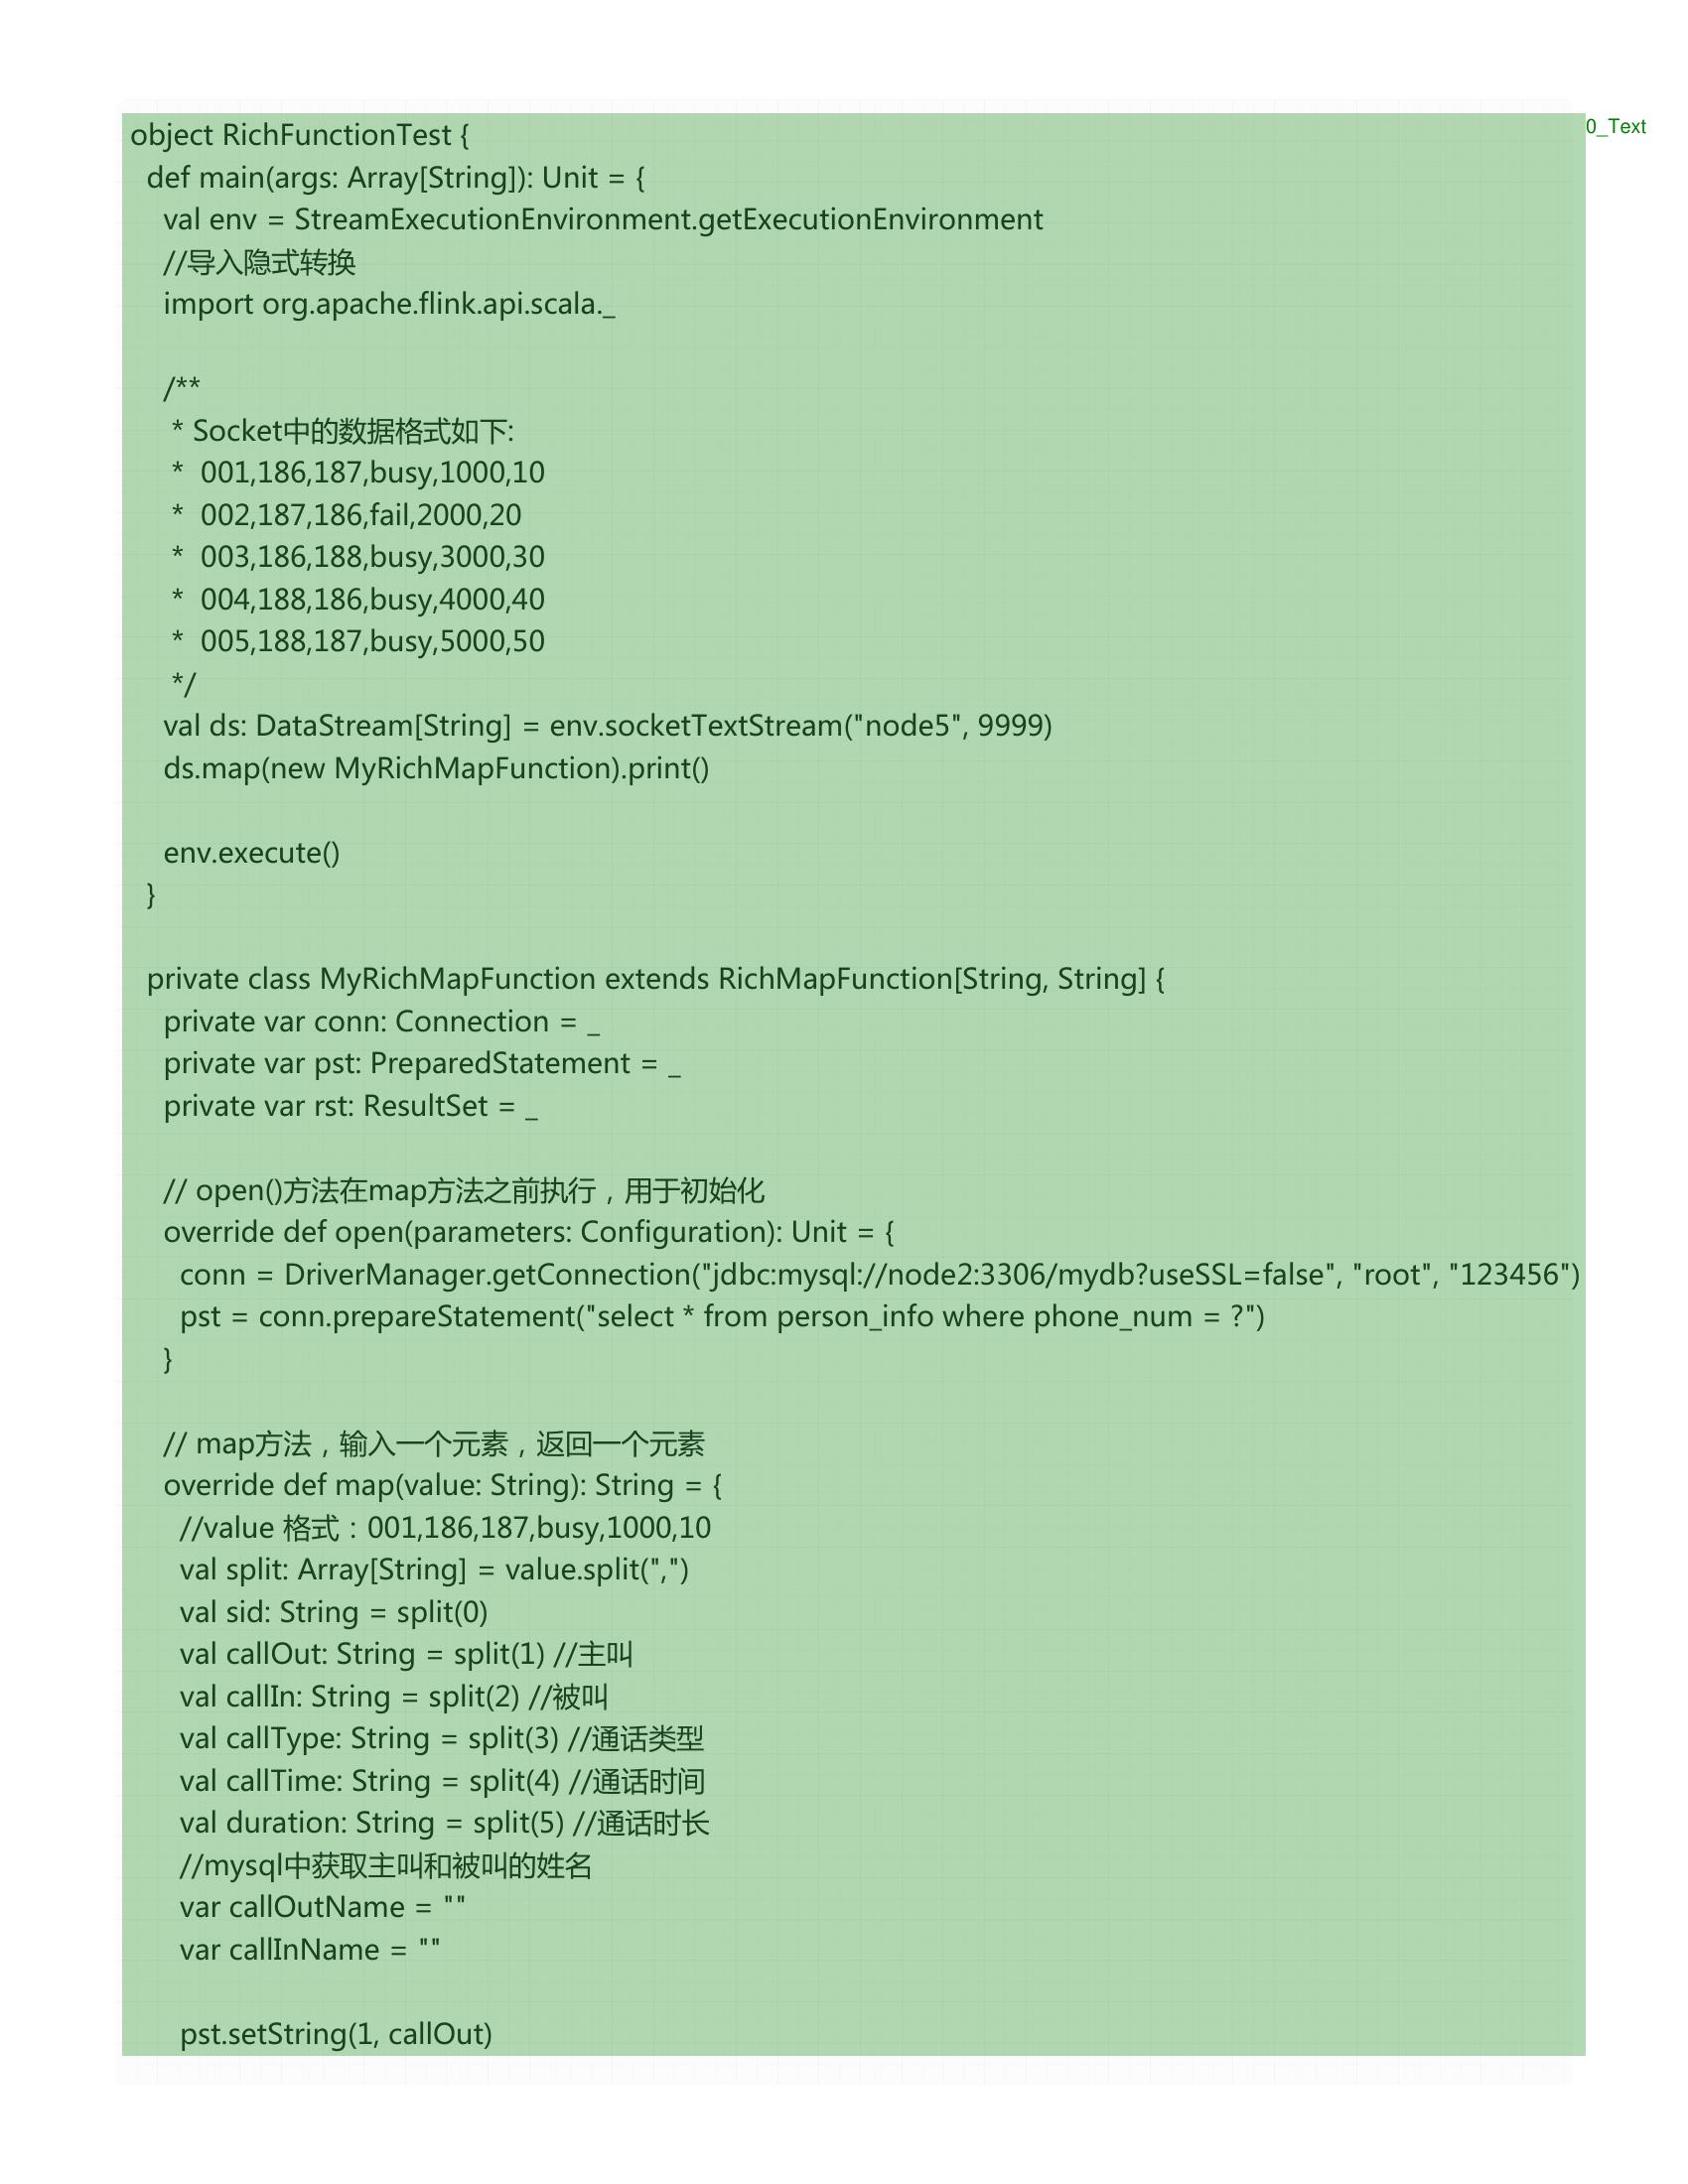 object RichFunctionTest {
  def main(args: Array[String]): Unit = {
    val env = StreamExecutionEnvironment.getExecutionEnvironment
    //导入隐式转换
    import org.apache.flink.api.scala._

    /**
     * Socket中的数据格式如下:
     *  001,186,187,busy,1000,10
     *  002,187,186,fail,2000,20
     *  003,186,188,busy,3000,30
     *  004,188,186,busy,4000,40
     *  005,188,187,busy,5000,50
     */
    val ds: DataStream[String] = env.socketTextStream("node5", 9999)
    ds.map(new MyRichMapFunction).print()

    env.execute()
  }

  private class MyRichMapFunction extends RichMapFunction[String, String] {
    private var conn: Connection = _
    private var pst: PreparedStatement = _
    private var rst: ResultSet = _

    // open()方法在map方法之前执行，用于初始化
    override def open(parameters: Configuration): Unit = {
      conn = DriverManager.getConnection("jdbc:mysql://node2:3306/mydb?useSSL=false", "root", "123456")
      pst = conn.prepareStatement("select * from person_info where phone_num = ?")
    }

    // map方法，输入一个元素，返回一个元素
    override def map(value: String): String = {
      //value 格式：001,186,187,busy,1000,10
      val split: Array[String] = value.split(",")
      val sid: String = split(0)
      val callOut: String = split(1) //主叫
      val callIn: String = split(2) //被叫
      val callType: String = split(3) //通话类型
      val callTime: String = split(4) //通话时间
      val duration: String = split(5) //通话时长
      //mysql中获取主叫和被叫的姓名
      var callOutName = ""
      var callInName = ""

      pst.setString(1, callOut)
0_Text